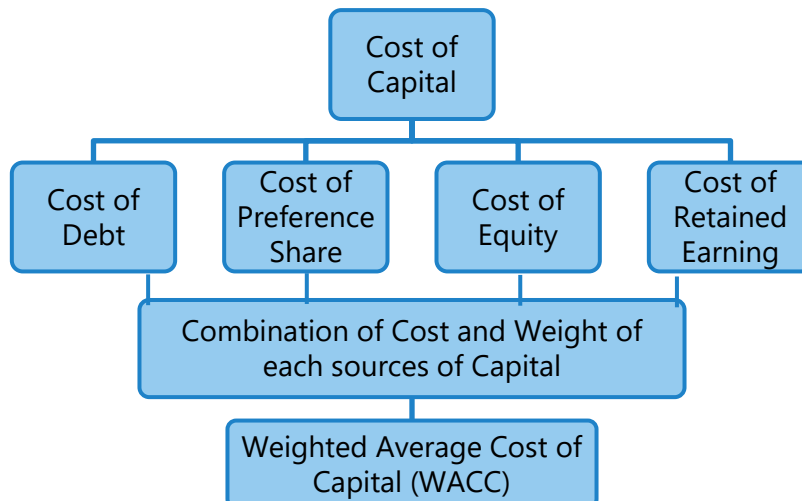 Cost of
Capital
Cost of
Debt
Cost of
Preference
Share
Cost of
Equity
Cost of
Retained
Earning
Combination of Cost and Weight of
each sources of Capital
Weighted Average Cost of
Capital (WACC)